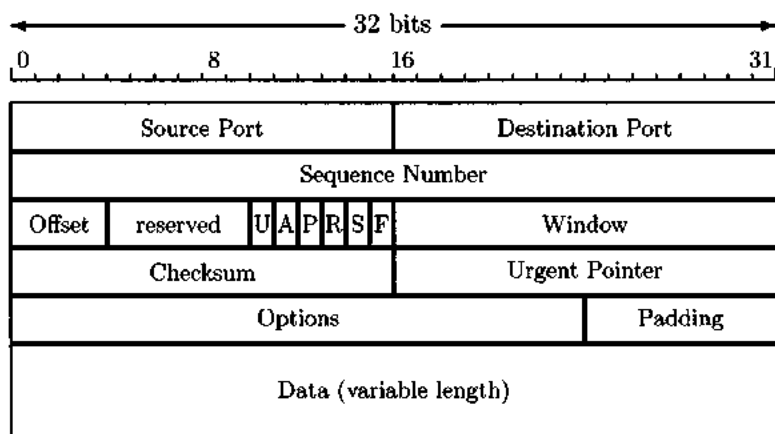 32 bits
0 8 16 31
Source Port Destination Port
Sequence Number
Offset reserved U A P R S F Window
Checksum Urgent Pointer
Options Padding
Data (variable length)